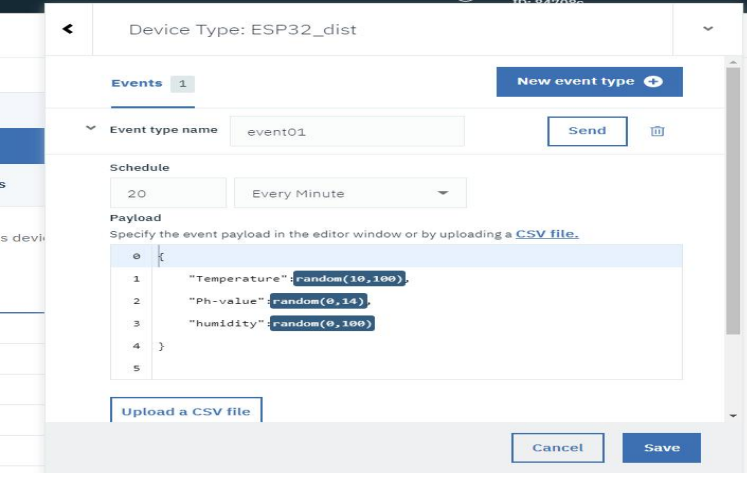 Device Type: ESP32_dist
Events 1
New event type
Event type name event01 Send
Schedule
20 Every Minute
Payload
Specify the event payload in the editor window or by uploading a CSV file.
0 {
1 "Temperature":random(10,100),
2 "Ph-value":random(0,14),
3 "humidity":random(0,100)
4 }
5
Upload a CSV file
Cancel Save